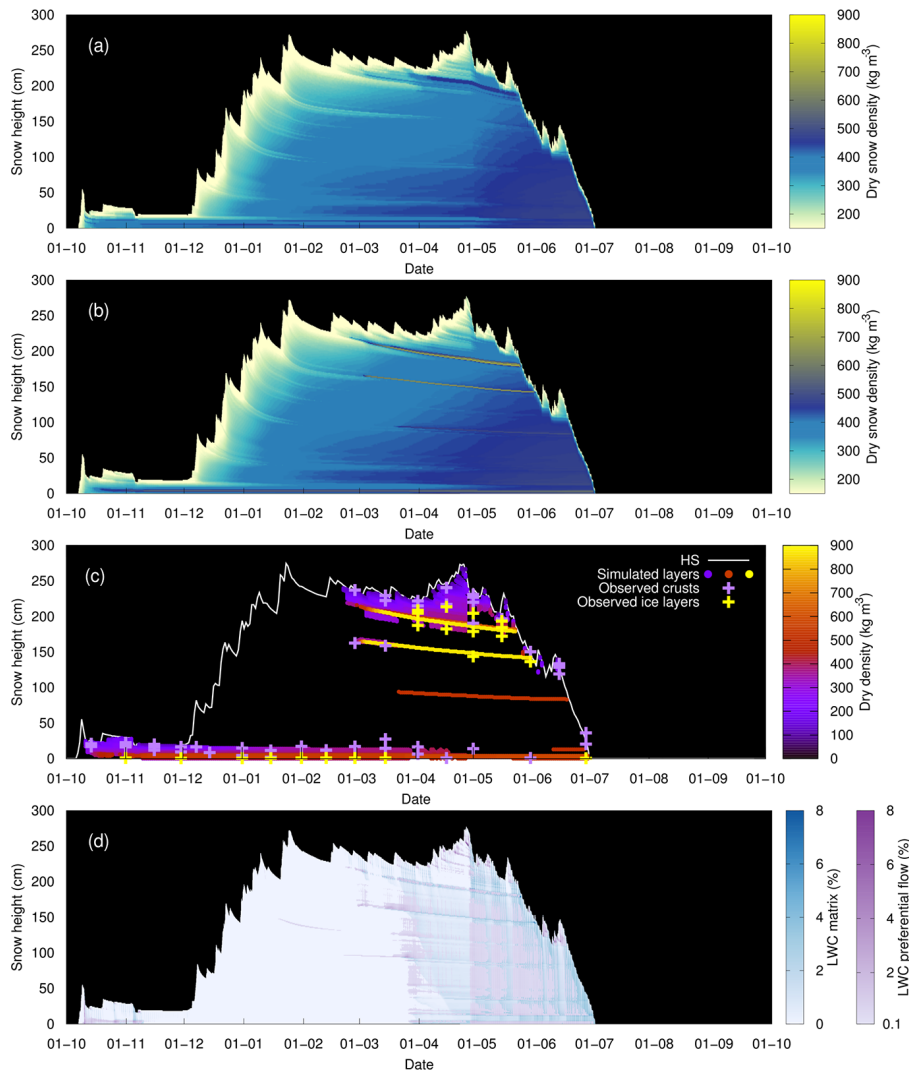 300
250
200
150
100
50
0
Snow height (cm)
(a)
01-10 01-11 01-12 01-01 01-02 01-03 01-04 01-05 01-06 01-07 01-08 01-09 01-10
Date
900
800
700
600
500
400
300
200
Dry snow density (kg m-3)
300
250
200
150
100
50
0
Snow height (cm)
(b)
01-10 01-11 01-12 01-01 01-02 01-03 01-04 01-05 01-06 01-07 01-08 01-09 01-10
Date
900
800
700
600
500
400
300
200
Dry snow density (kg m-3)
300
250
200
150
100
50
0
Snow height (cm)
(c)
HS
Simulated layers
Observed crusts
Observed ice layers
01-10 01-11 01-12 01-01 01-02 01-03 01-04 01-05 01-06 01-07 01-08 01-09 01-10
Date
900
800
700
600
500
400
300
200
100
0
Dry density (kg m-3)
300
250
200
150
100
50
0
Snow height (cm)
(d)
01-10 01-11 01-12 01-01 01-02 01-03 01-04 01-05 01-06 01-07 01-08 01-09 01-10
Date
8
6
4
2
0
LWC matrix (%)
8
6
4
2
0.1
LWC preferential flow (%)